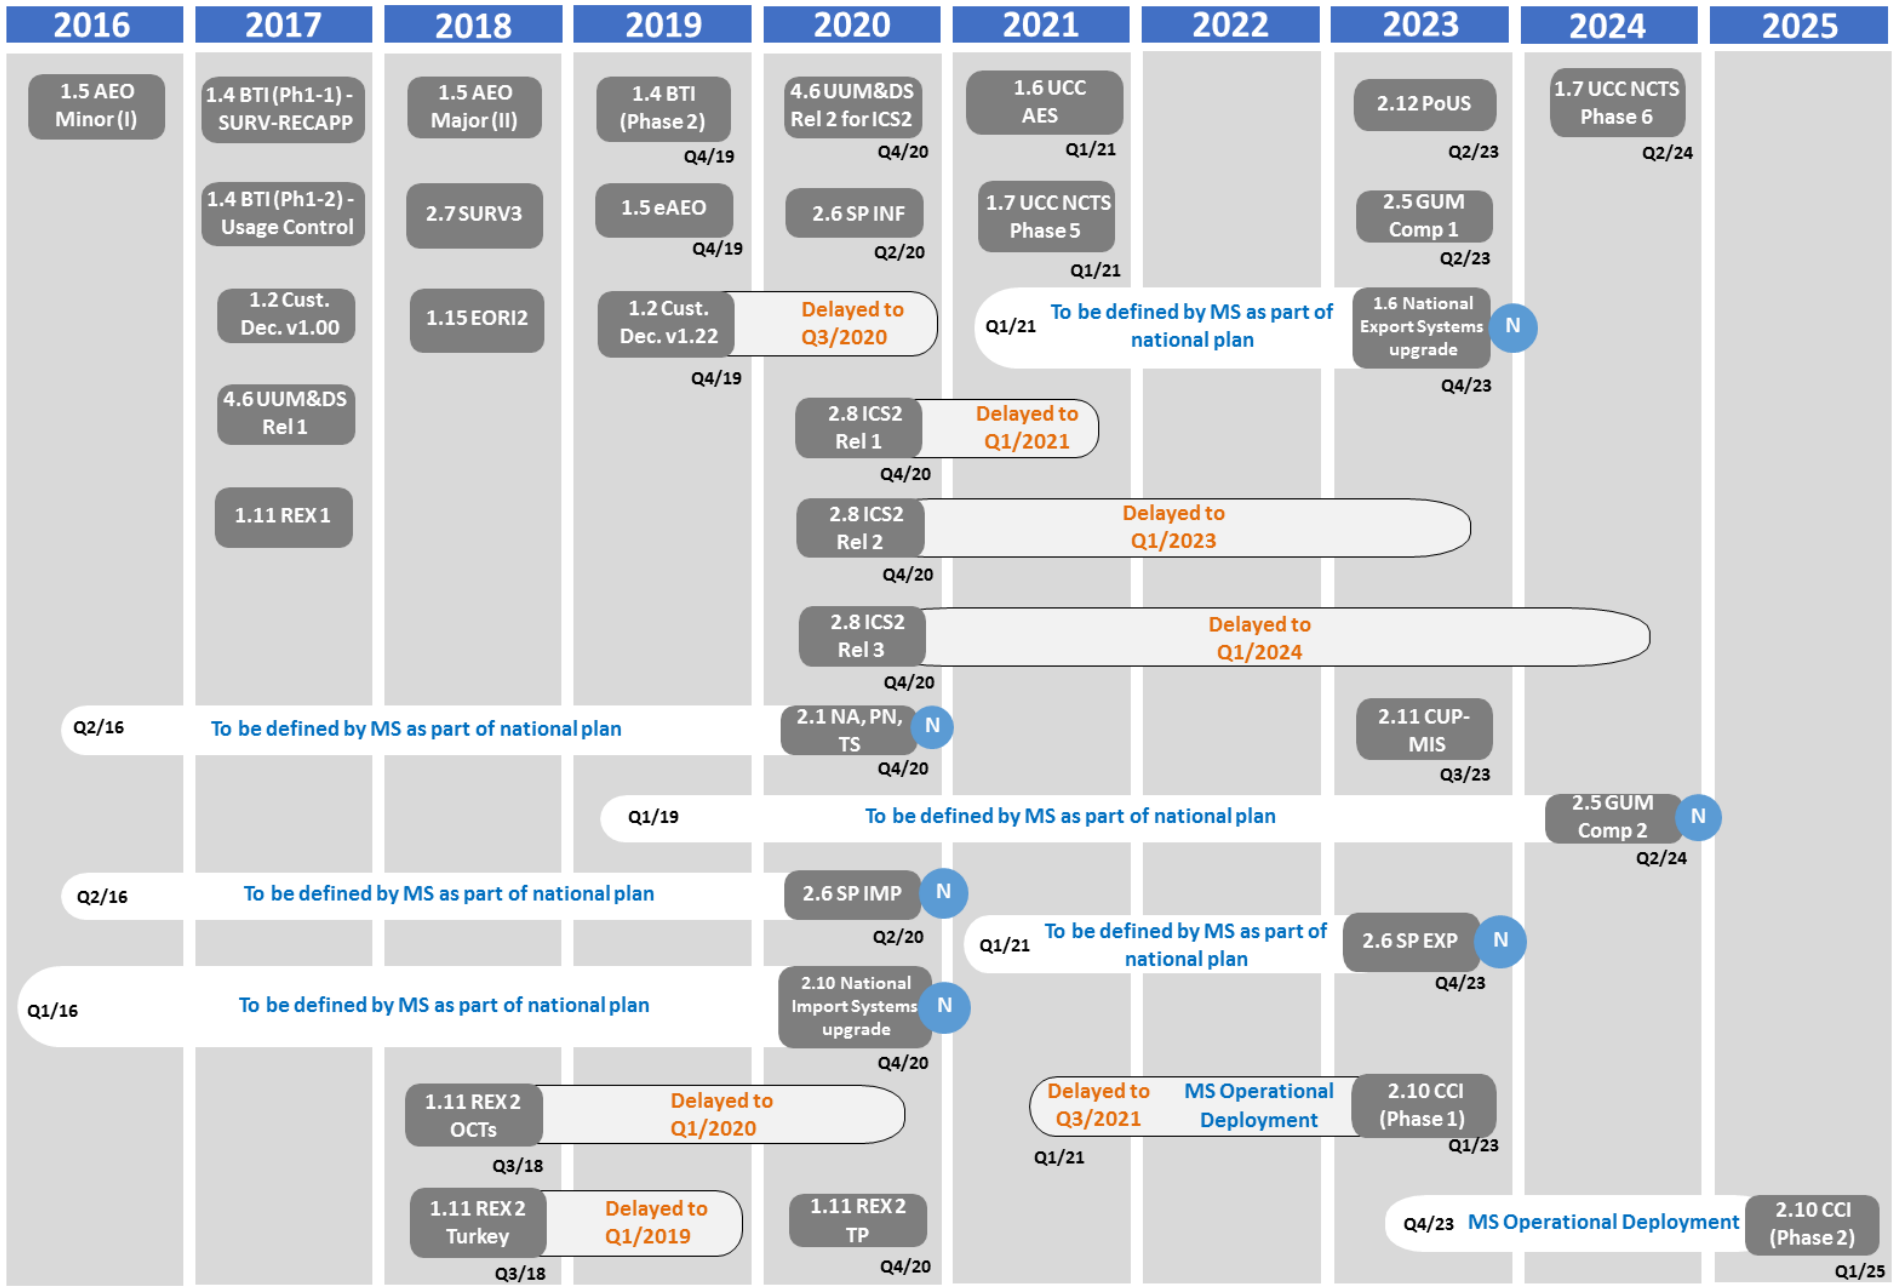 2016 2017 2018 2019 2020 2021 2022 2023 2024 2025
1.5 AEO
Minor (I)
1.4 BTI (Ph1-1) -
SURV-RECAPP
1.5 AEO
Major (II)
1.4 BTI
(Phase 2)
Q4/19
4.6 UUM&DS
Rel 2 for ICS2
Q4/20
1.6 UCC
AES
Q1/21
2.12 PoUS
Q2/23
1.7 UCC NCTS
Phase 6
Q2/24
1.4 BTI (Ph1-2) -
Usage Control
2.7 SURV3
1.5 eAEO
Q4/19
2.6 SP INF
Q2/20
1.7 UCC NCTS
Phase 5
Q1/21
2.5 GUM
Comp 1
Q2/23
1.2 Cust.
Dec. v1.00
1.15 EORI2
1.2 Cust.
Dec. v1.22
Q4/19
Delayed to
Q3/2020
Q1/21
To be defined by MS as part of
national plan
1.6 National
Export Systems
upgrade
N
Q4/23
4.6 UUM&DS
Rel 1
2.8 ICS2
Rel 1
Q4/20
Delayed to
Q1/2021
1.11 REX 1
2.8 ICS2
Rel 2
Q4/20
Delayed to
Q1/2023
2.8 ICS2
Rel 3
Q4/20
Delayed to
Q1/2024
Q2/16
To be defined by MS as part of national plan
2.1 NA, PN,
TS
N
Q4/20
2.11 CUP-
MIS
Q3/23
Q1/19
To be defined by MS as part of national plan
2.5 GUM
Comp 2
N
Q2/24
Q2/16
To be defined by MS as part of national plan
2.6 SP IMP
N
Q2/20
Q1/21
To be defined by MS as part of
national plan
2.6 SP EXP
N
Q4/23
Q1/16
To be defined by MS as part of national plan
2.10 National
Import Systems
upgrade
N
Q4/20
1.11 REX 2
OCTs
Q3/18
Delayed to
Q1/2020
Delayed to
Q3/2021
Q1/21
MS Operational
Deployment
2.10 CCI
(Phase 1)
Q1/23
1.11 REX 2
Turkey
Q3/18
Delayed to
Q1/2019
1.11 REX 2
TP
Q4/20
Q4/23
MS Operational Deployment
2.10 CCI
(Phase 2)
Q1/25